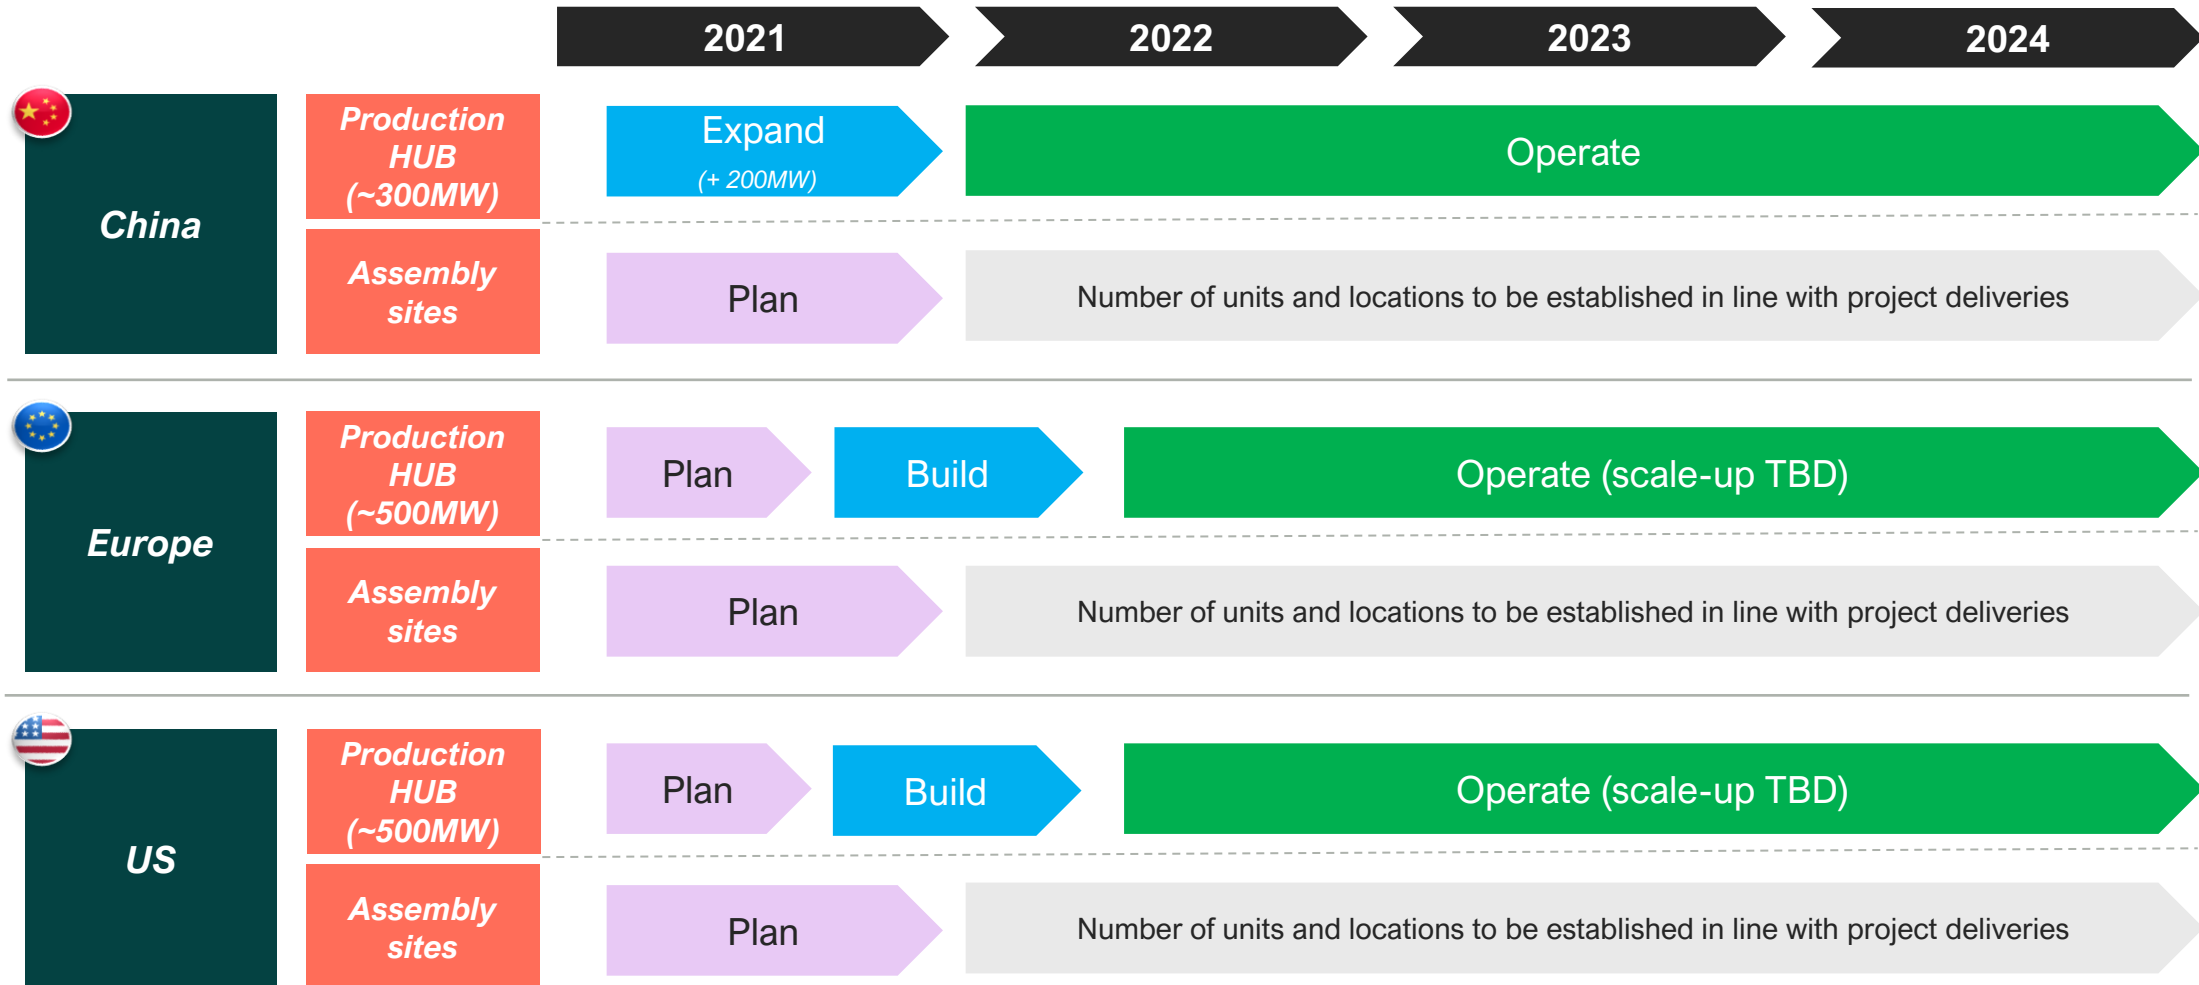 2021 2022 2023 2024
China
Production
HUB
(~300MW)
Expand
(+ 200MW)
Operate
Assembly
sites
Plan
Number of units and locations to be established in line with project deliveries
Europe
Production
HUB
(~500MW)
Plan
Build
Operate (scale-up TBD)
Assembly
sites
Plan
Number of units and locations to be established in line with project deliveries
US
Production
HUB
(~500MW)
Plan
Build
Operate (scale-up TBD)
Assembly
sites
Plan
Number of units and locations to be established in line with project deliveries